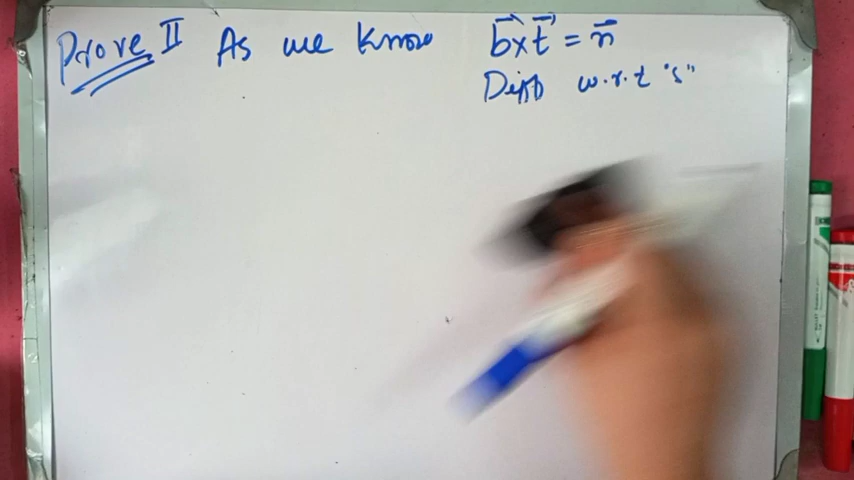 Prove II As we know b⃗ x t⃗ = n⃗
Diff w.r.t "s"